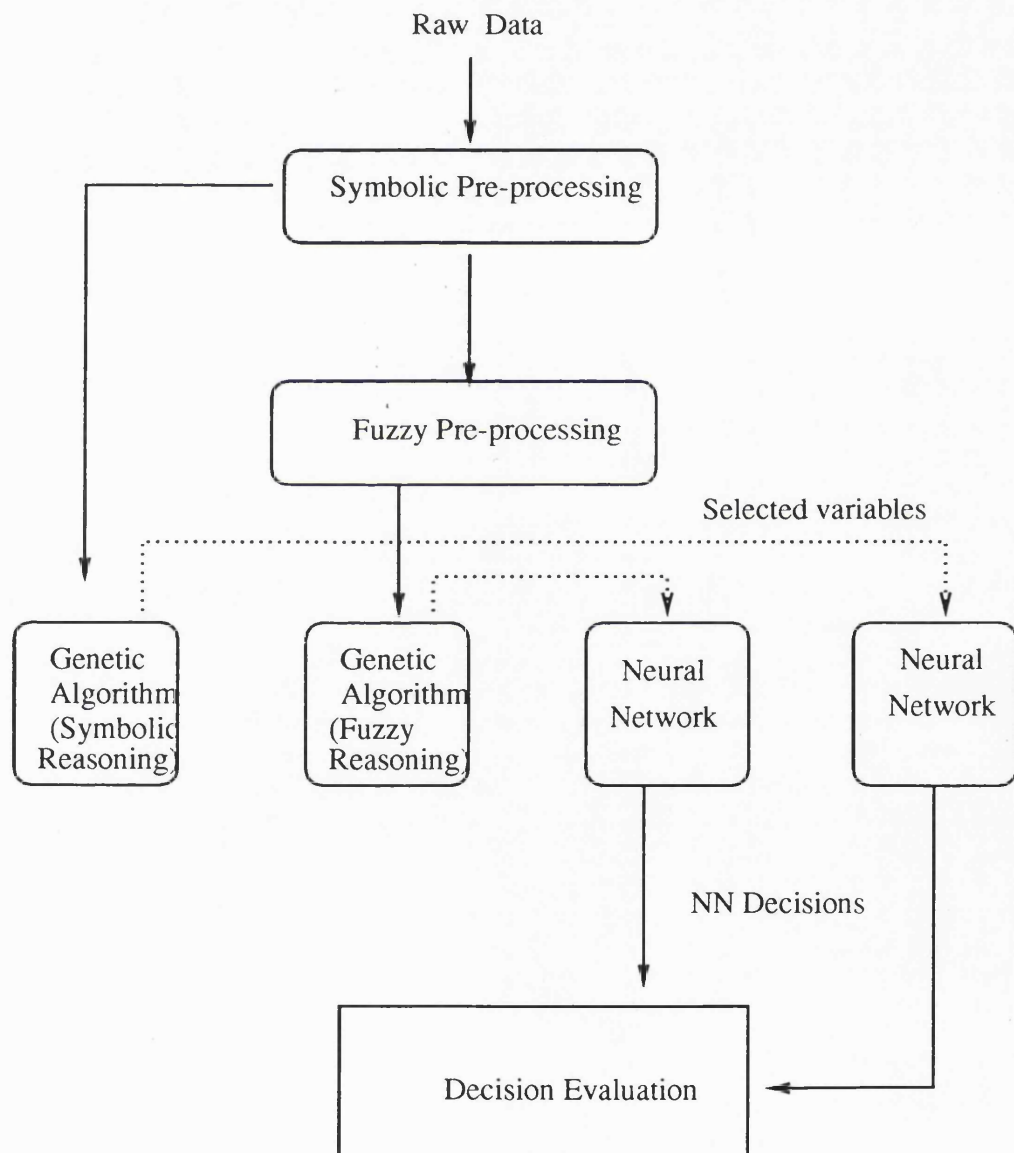 Raw Data
Symbolic Pre-processing
Fuzzy Pre-processing
Selected variables
Genetic
Algorithm
(Symbolic
Reasoning)
Genetic
Algorithm
(Fuzzy
Reasoning)
Neural
Network
Neural
Network
NN Decisions
Decision Evaluation